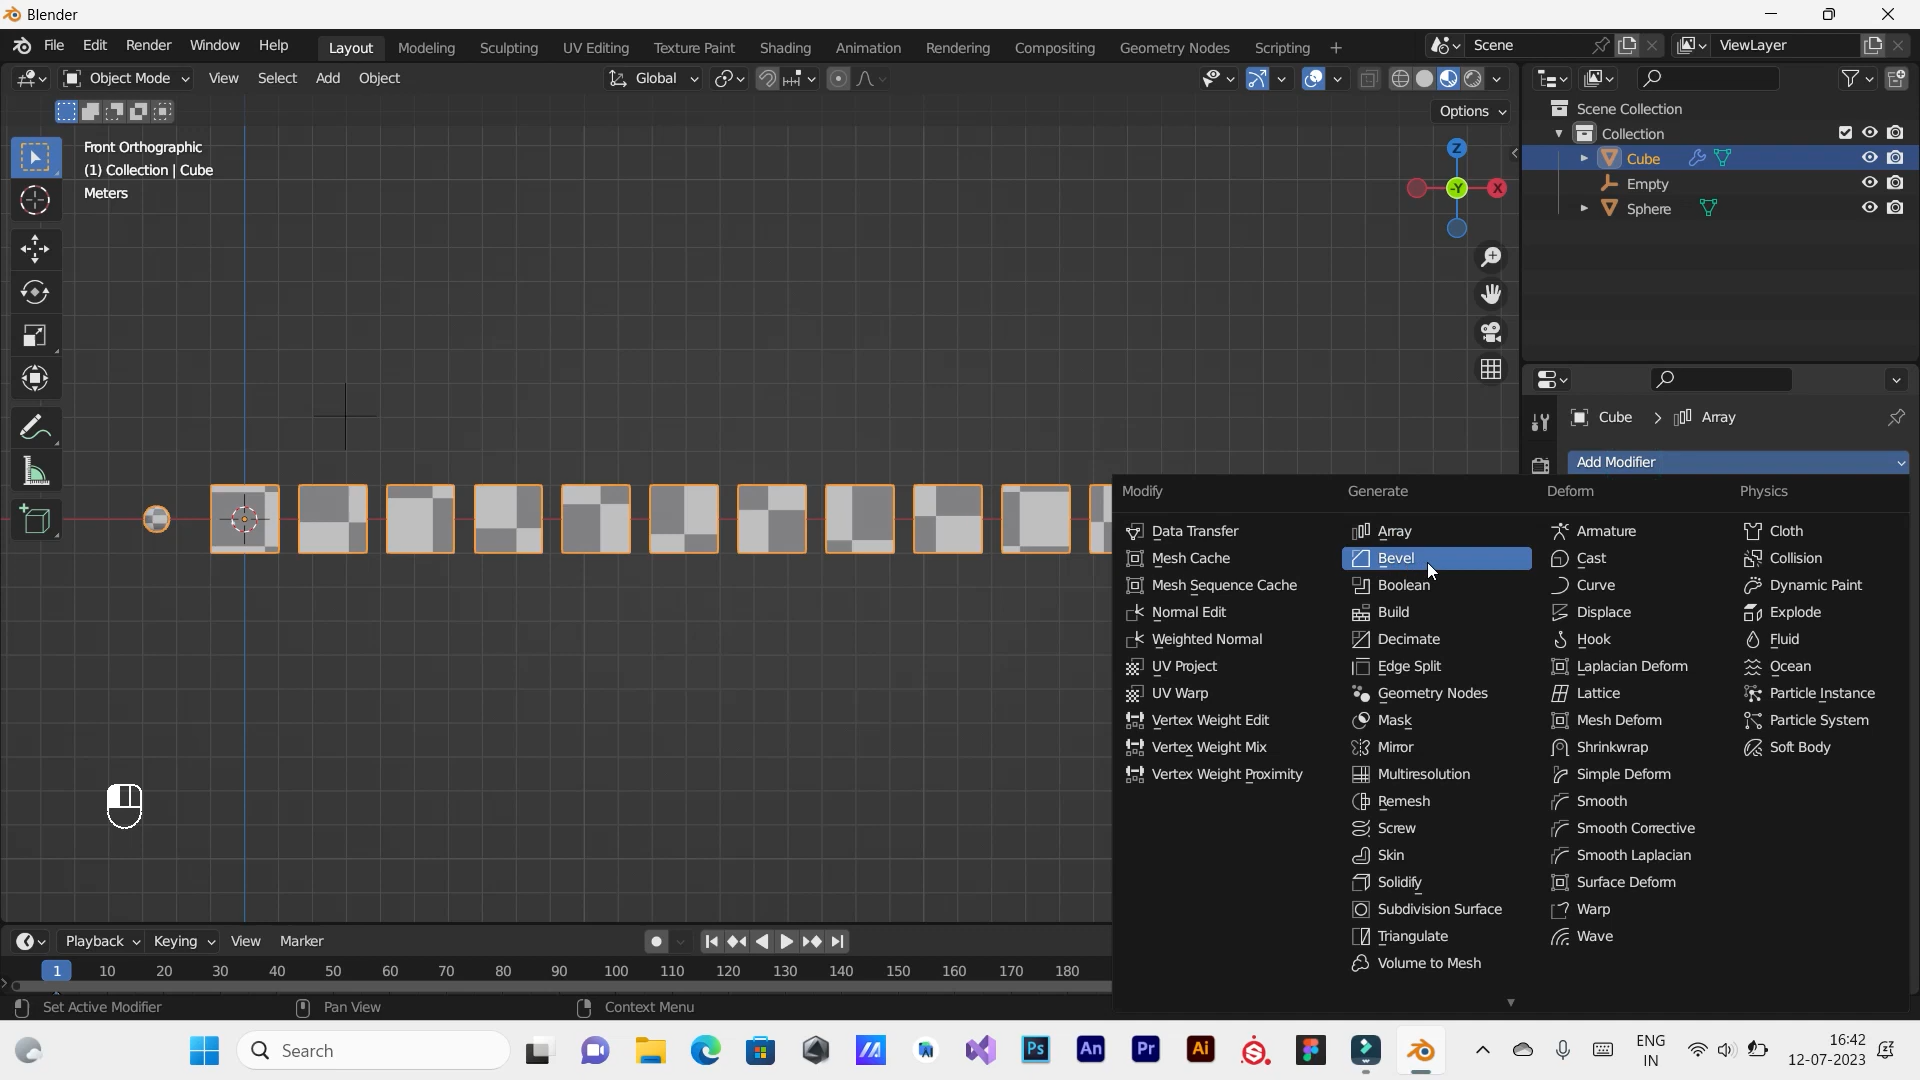 Blender
File Edit Render Window Help Layout Modeling Sculpting UV Editing Texture Paint Shading Animation Rendering Compositing Geometry Nodes Scripting + Scene ViewLayer
Object Mode View Select Add Object Global
Options
Front Orthographic
(1) Collection | Cube
Meters
Z
-Y
X
Scene Collection
Collection
Cube
Empty
Sphere
Cube > Array
Add Modifier
Modify Generate Deform Physics
Data Transfer Array Armature Cloth
Mesh Cache Bevel Cast Collision
Mesh Sequence Cache Boolean Curve Dynamic Paint
Normal Edit Build Displace Explode
Weighted Normal Decimate Hook Fluid
UV Project Edge Split Laplacian Deform Ocean
UV Warp Geometry Nodes Lattice Particle Instance
Vertex Weight Edit Mask Mesh Deform Particle System
Vertex Weight Mix Mirror Shrinkwrap Soft Body
Vertex Weight Proximity Multiresolution Simple Deform
Remesh Smooth
Screw Smooth Corrective
Skin Smooth Laplacian
Solidify Surface Deform
Subdivision Surface Warp
Triangulate Wave
Volume to Mesh
Playback Keying View Marker
1 10 20 30 40 50 60 70 80 90 100 110 120 130 140 150 160 170 180
Set Active Modifier Pan View Context Menu
Search Ps An Pr Ai ENG IN 16:42
12-07-2023